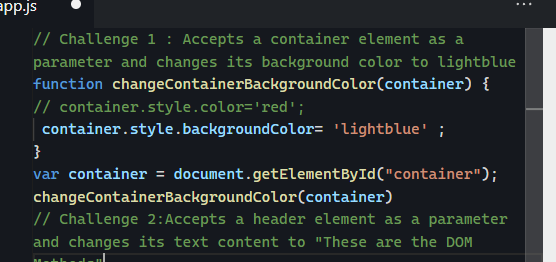 app.js
// Challenge 1 : Accepts a container element as a
parameter and changes its background color to lightblue
function changeContainerBackgroundColor(container) {
// container.style.color='red';
container.style.backgroundColor= 'lightblue' ;
}
var container = document.getElementById("container");
changeContainerBackgroundColor(container)
// Challenge 2:Accepts a header element as a parameter
and changes its text content to "These are the DOM
Methods"